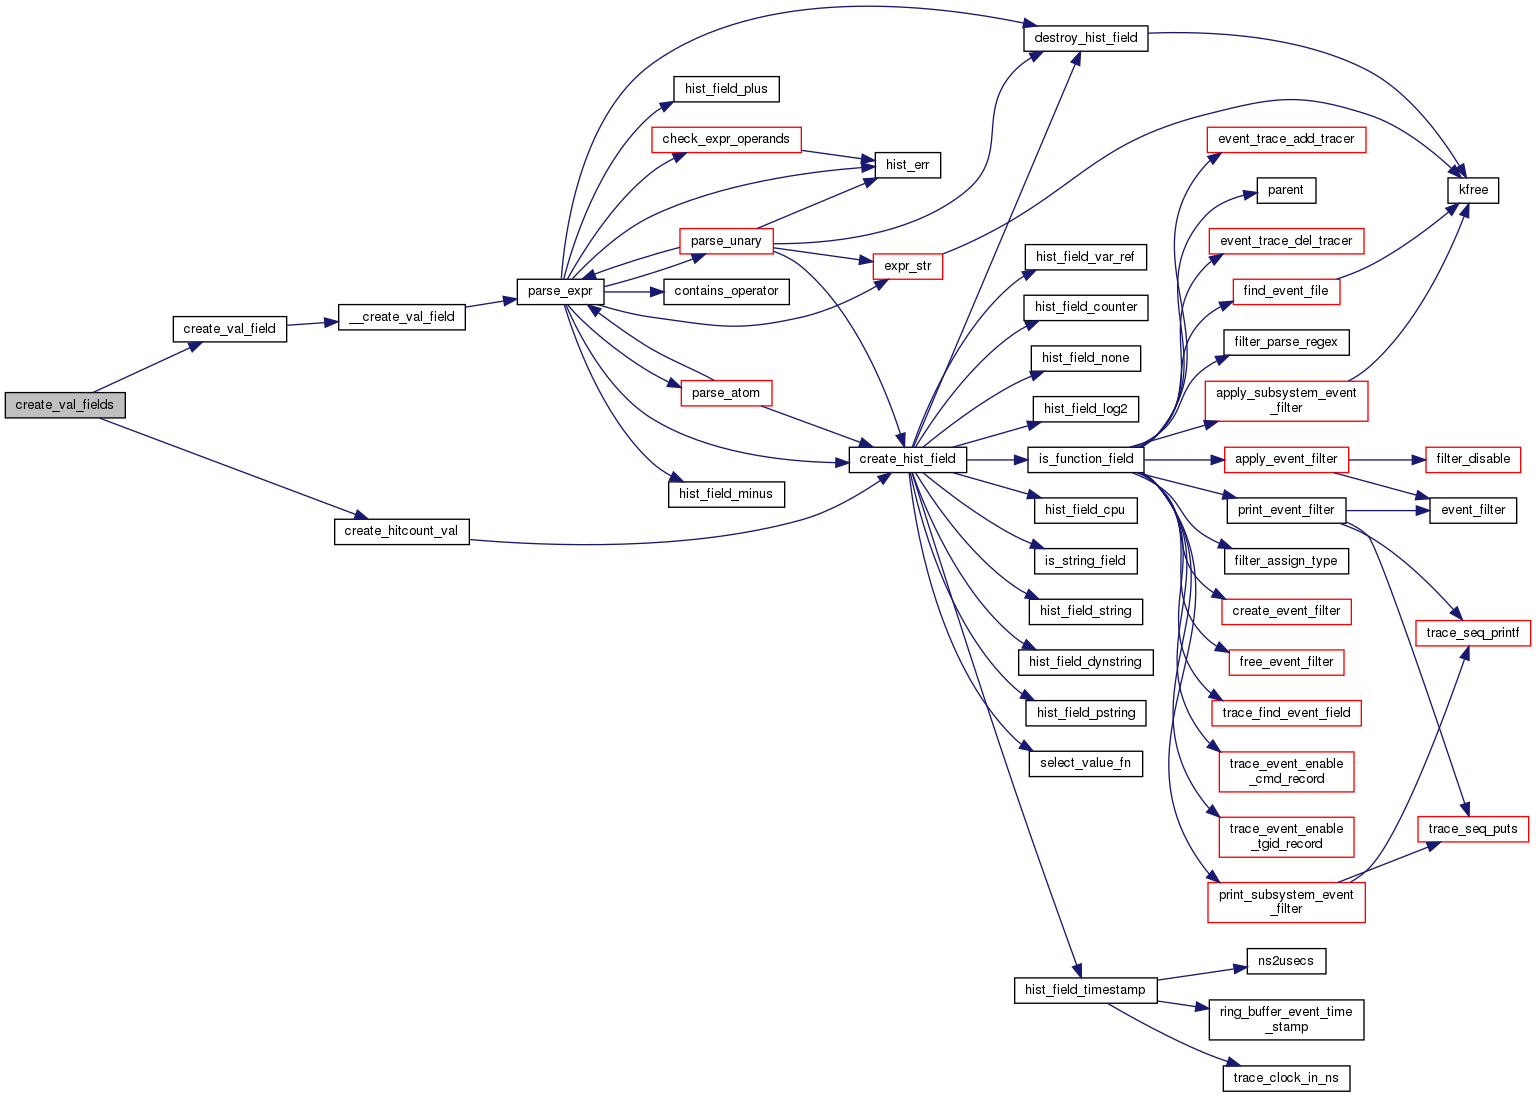 create_val_fields
create_val_field
create_hitcount_val
__create_val_field
parse_expr
hist_field_plus
check_expr_operands
parse_unary
contains_operator
parse_atom
hist_field_minus
hist_err
expr_str
create_hist_field
destroy_hist_field
hist_field_var_ref
hist_field_counter
hist_field_none
hist_field_log2
is_function_field
hist_field_cpu
is_string_field
hist_field_string
hist_field_dynstring
hist_field_pstring
select_value_fn
hist_field_timestamp
event_trace_add_tracer
parent
event_trace_del_tracer
find_event_file
filter_parse_regex
apply_subsystem_event
_filter
apply_event_filter
print_event_filter
filter_assign_type
create_event_filter
free_event_filter
trace_find_event_field
trace_event_enable
_cmd_record
trace_event_enable
_tgid_record
print_subsystem_event
_filter
ns2usecs
ring_buffer_event_time
_stamp
trace_clock_in_ns
kfree
filter_disable
event_filter
trace_seq_printf
trace_seq_puts